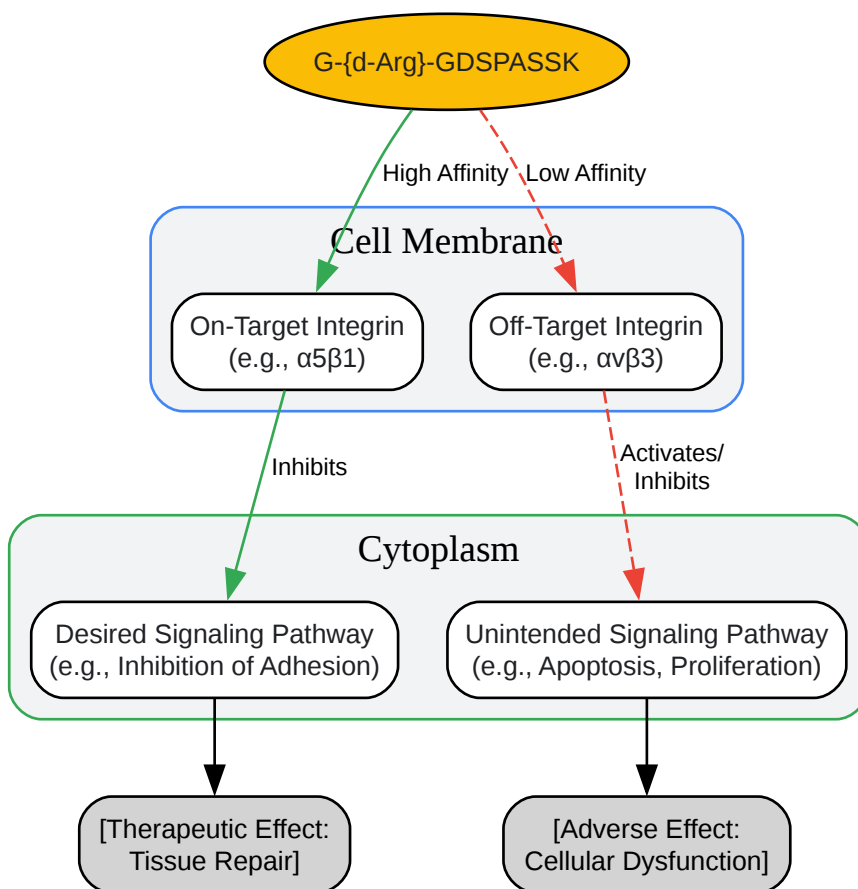 G-{d-Arg}-GDSPASSK
High Affinity
Low Affinity
Cell Membrane
On-Target Integrin
(e.g., α5β1)
Off-Target Integrin
(e.g., αvβ3)
Inhibits
Activates/
Inhibits
Cytoplasm
Desired Signaling Pathway
(e.g., Inhibition of Adhesion)
Unintended Signaling Pathway
(e.g., Apoptosis, Proliferation)
[Therapeutic Effect:
Tissue Repair]
[Adverse Effect:
Cellular Dysfunction]